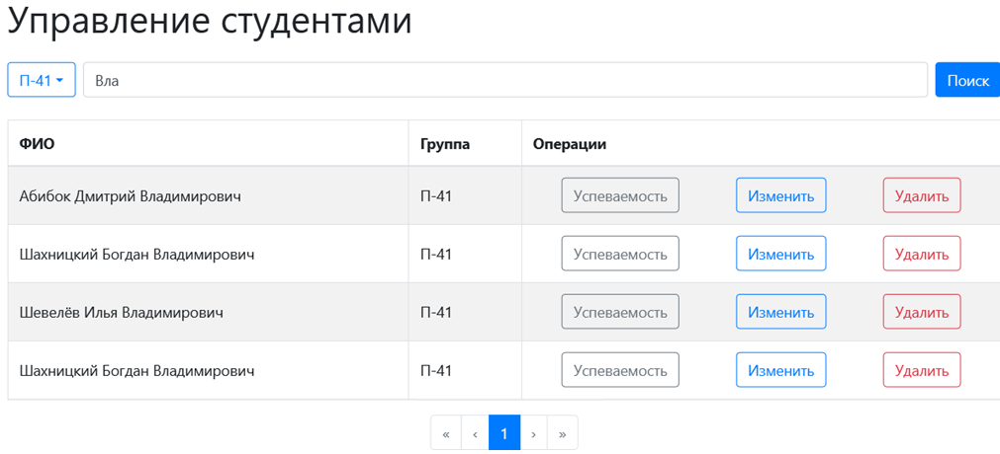 Управление студентами
П-41 Вла Поиск
ФИО Группа Операции
Абибок Дмитрий Владимирович П-41 Успеваемость Изменить Удалить
Шахницкий Богдан Владимирович П-41 Успеваемость Изменить Удалить
Шевелёв Илья Владимирович П-41 Успеваемость Изменить Удалить
Шахницкий Богдан Владимирович П-41 Успеваемость Изменить Удалить
« ‹ 1 › »